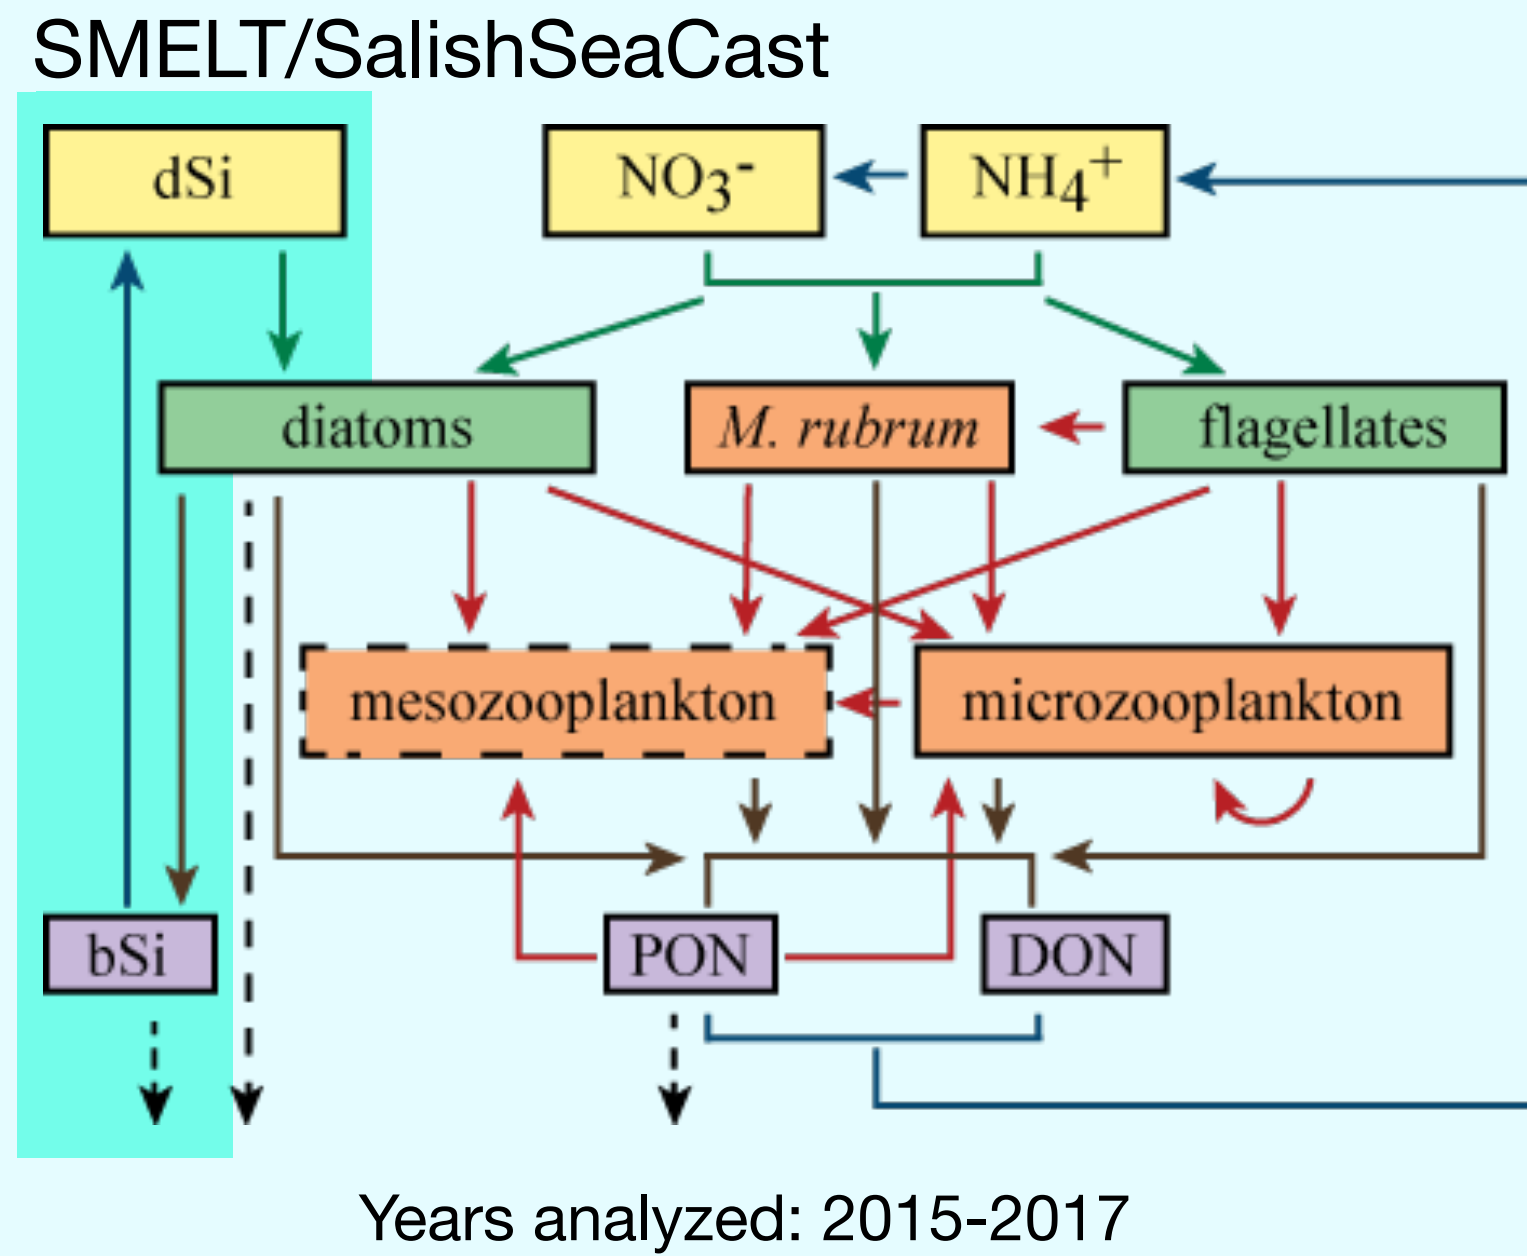 SMELT/SalishSeaCast
dSi
NO3-
NH4+
diatoms
M. rubrum
flagellates
mesozooplankton
microzooplankton
bSi
PON
DON
Years analyzed: 2015-2017